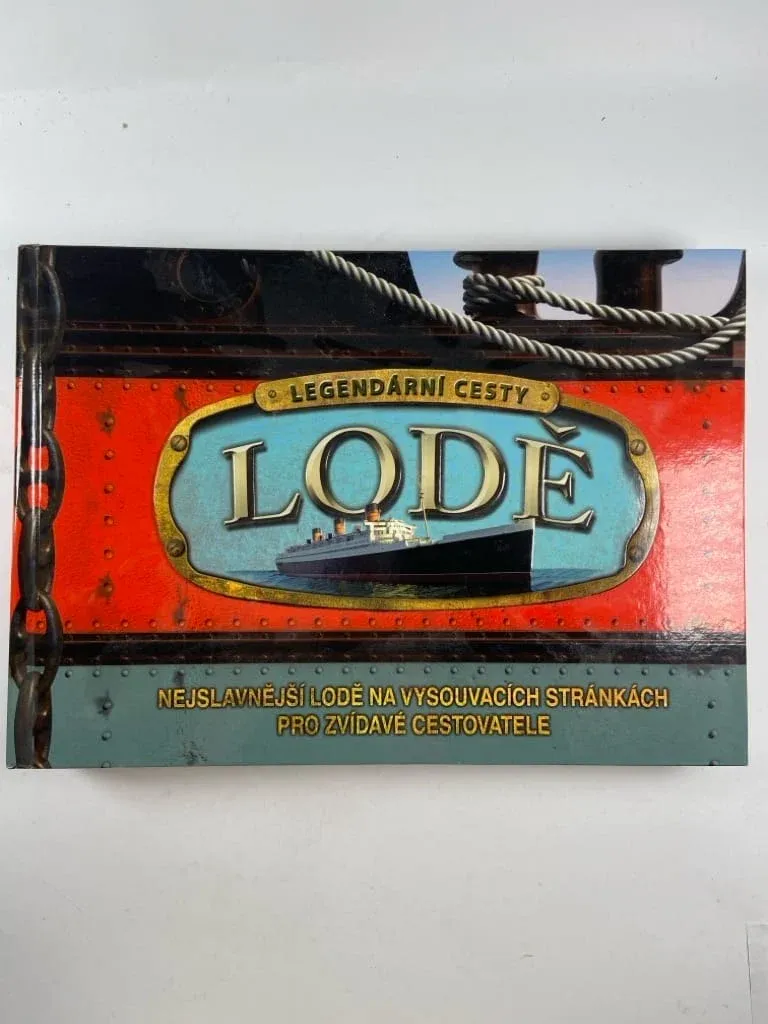 LEGENDÁRNÍ CESTY
LODĚ
NEJSLAVNĚJŠÍ LODĚ NA VYSOUVACÍCH STRÁNKÁCH
PRO ZVÍDAVÉ CESTOVATELE